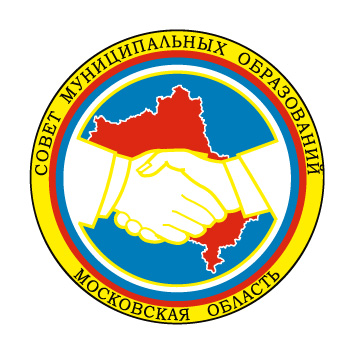 СОВЕТ МУНИЦИПАЛЬНЫХ ОБРАЗОВАНИЙ
МОСКОВСКАЯ ОБЛАСТЬ